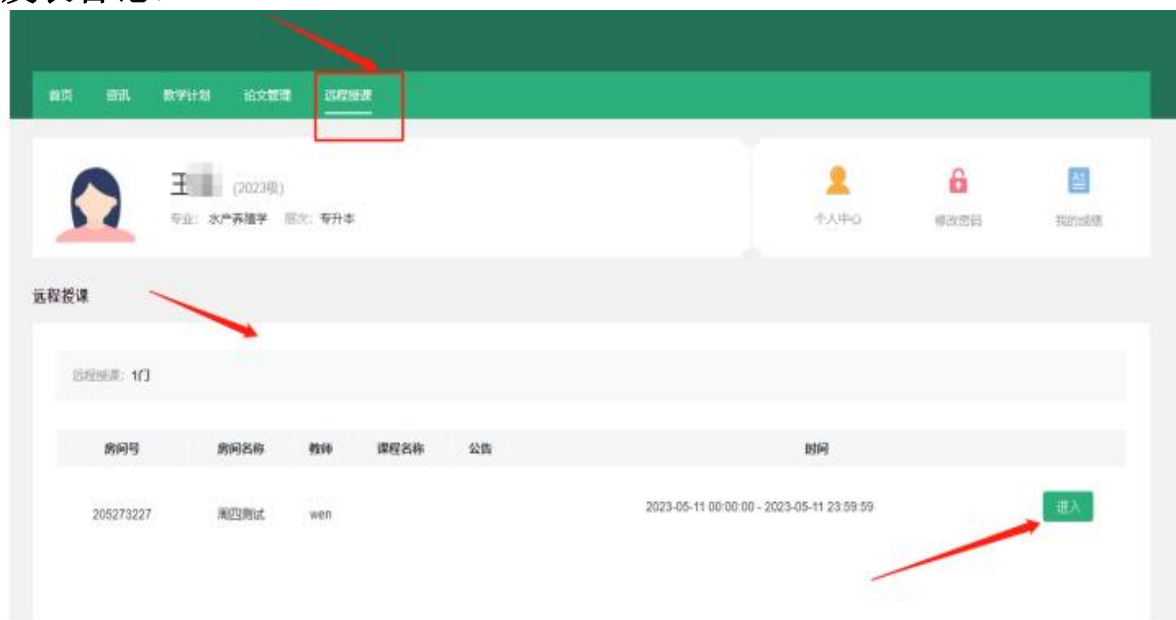 首页 资讯 教学计划 论文管理 远程授课
王 (2023级)
专业: 水产养殖学 层次: 专升本
个人中心 修改密码 我的成绩
远程授课
远程授课: 1门
房间号 房间名称 教师 课程名称 公告 时间
205273227 周四测试 wen 2023-05-11 00:00:00 - 2023-05-11 23:59:59 进入